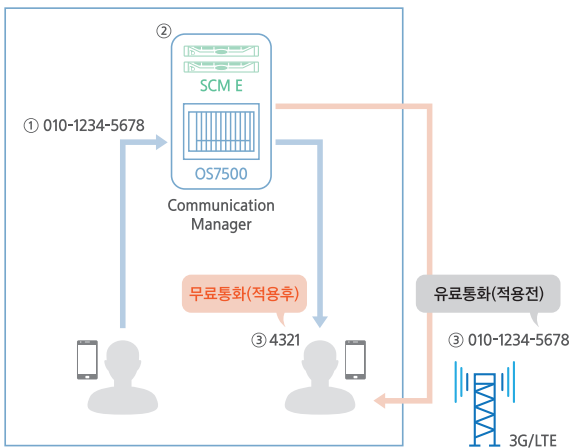 ②
SCM E
① 010-1234-5678
OS7500
Communication
Manager
무료통화(적용후)
유료통화(적용전)
③ 4321
③ 010-1234-5678
3G/LTE